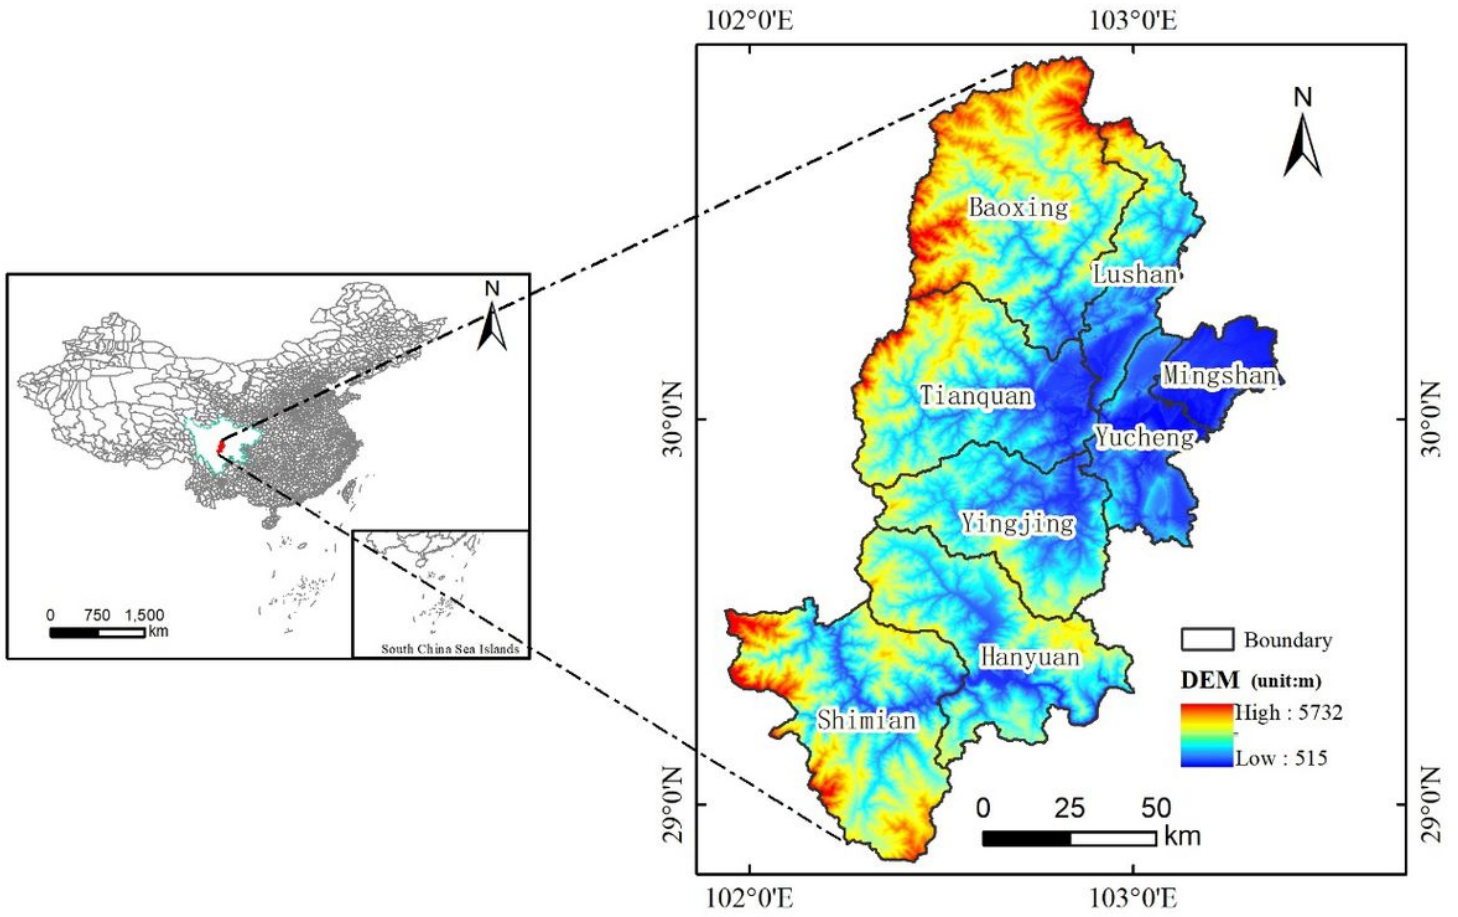 N
0 750 1,500
km
South China Sea Islands
102°0'E 103°0'E
N
Baoxing
Lushan
Mingshan
Tianquan
Yucheng
Yingjing
Hanyuan
Shimian
30°0'N 30°0'N
29°0'N 29°0'N
Boundary
DEM (unit:m)
High : 5732
Low : 515
0 25 50
km
102°0'E 103°0'E